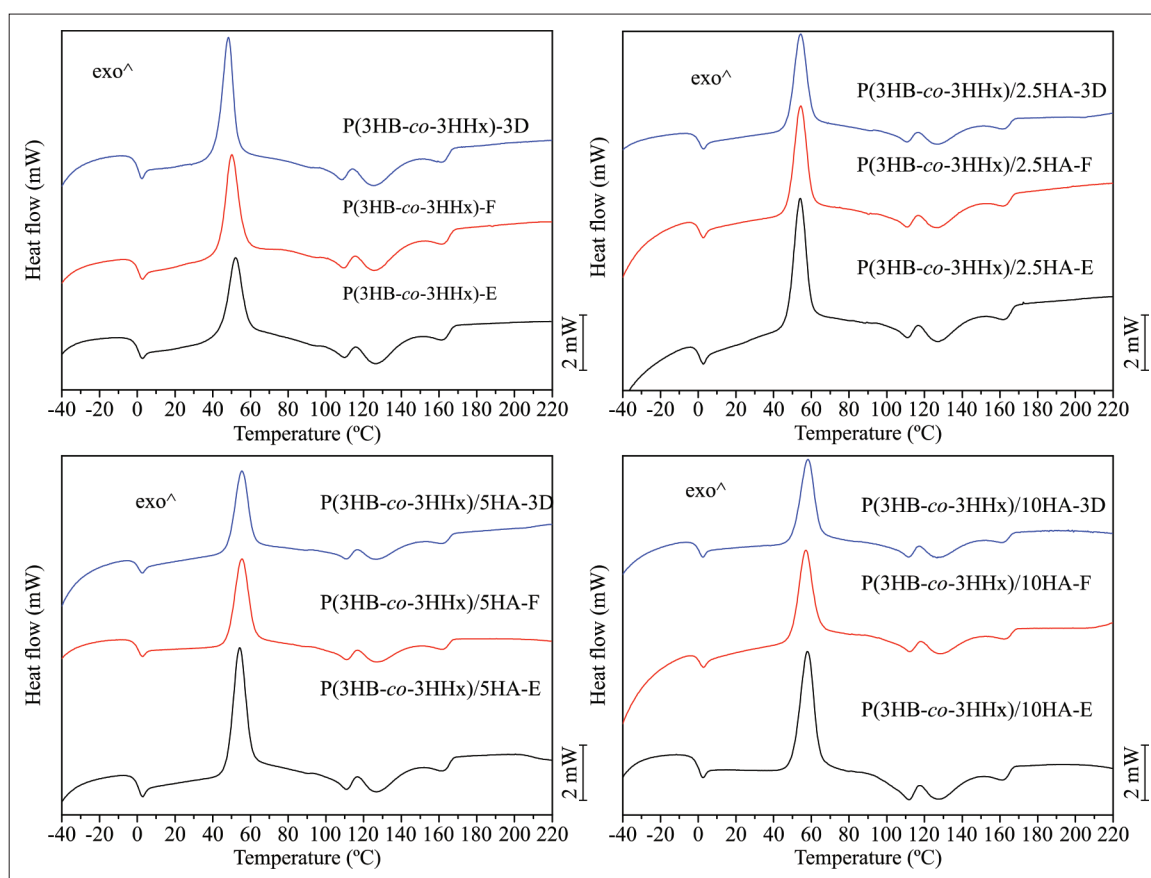 exo^
P(3HB-co-3HHx)-3D
P(3HB-co-3HHx)-F
P(3HB-co-3HHx)-E
Heat flow (mW)
2 mW
-40 -20 0 20 40 60 80 100 120 140 160 180 200 220
Temperature (ºC)
exo^
P(3HB-co-3HHx)/2.5HA-3D
P(3HB-co-3HHx)/2.5HA-F
P(3HB-co-3HHx)/2.5HA-E
Heat flow (mW)
2 mW
-40 -20 0 20 40 60 80 100 120 140 160 180 200 220
Temperature (ºC)
exo^
P(3HB-co-3HHx)/5HA-3D
P(3HB-co-3HHx)/5HA-F
P(3HB-co-3HHx)/5HA-E
Heat flow (mW)
2 mW
-40 -20 0 20 40 60 80 100 120 140 160 180 200 220
Temperature (ºC)
exo^
P(3HB-co-3HHx)/10HA-3D
P(3HB-co-3HHx)/10HA-F
P(3HB-co-3HHx)/10HA-E
Heat flow (mW)
2 mW
-40 -20 0 20 40 60 80 100 120 140 160 180 200 220
Temperature (ºC)